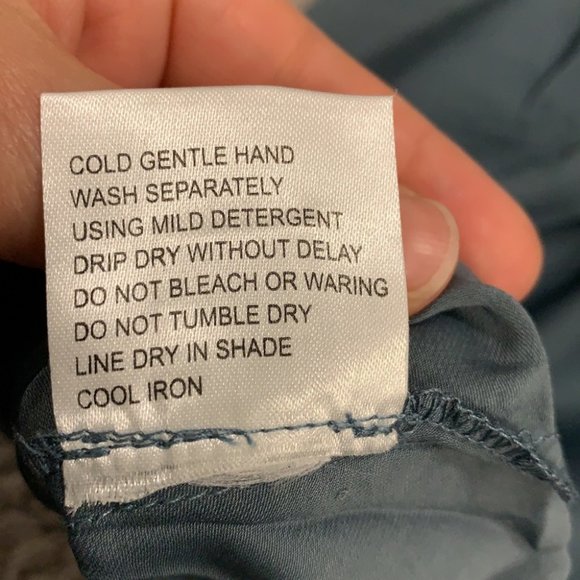 COLD GENTLE HAND
WASH SEPARATELY
USING MILD DETERGENT
DRIP DRY WITHOUT DELAY
DO NOT BLEACH OR WARING
DO NOT TUMBLE DRY
LINE DRY IN SHADE
COOL IRON